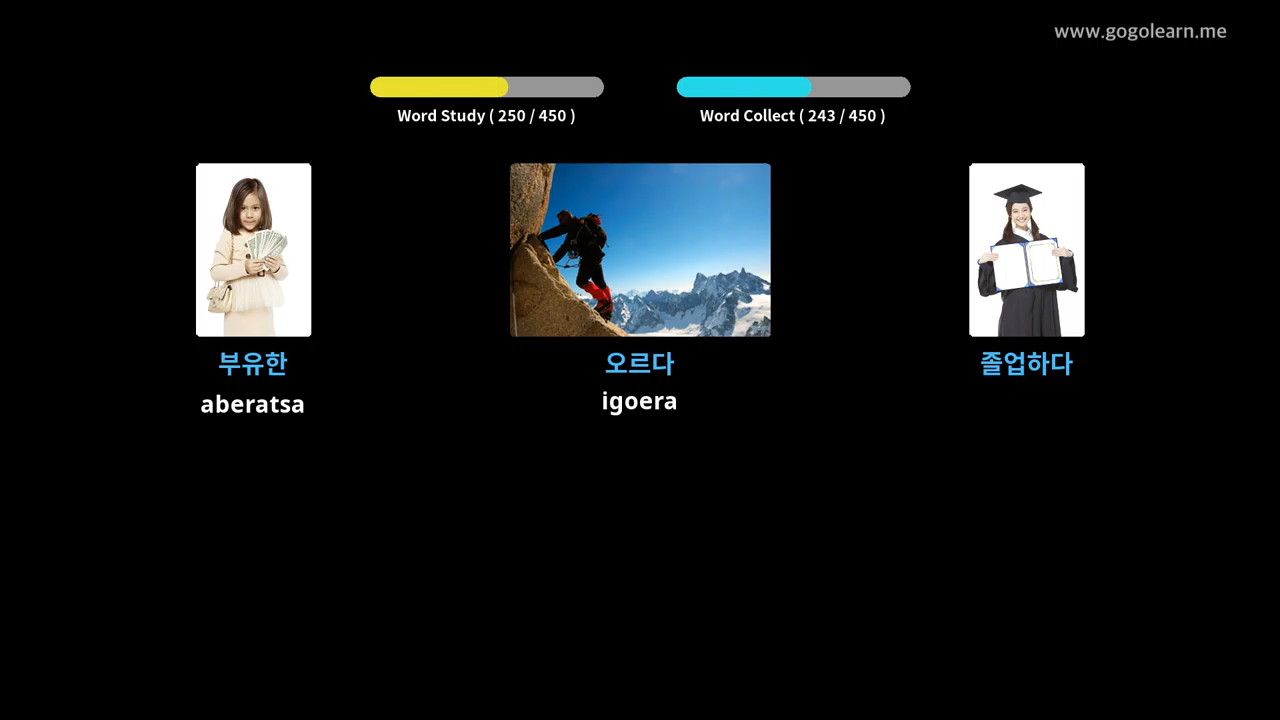 www.gogolearn.me
Word Study ( 250 / 450 )
Word Collect ( 243 / 450 )
부유한
오르다
졸업하다
aberatsa
igoera